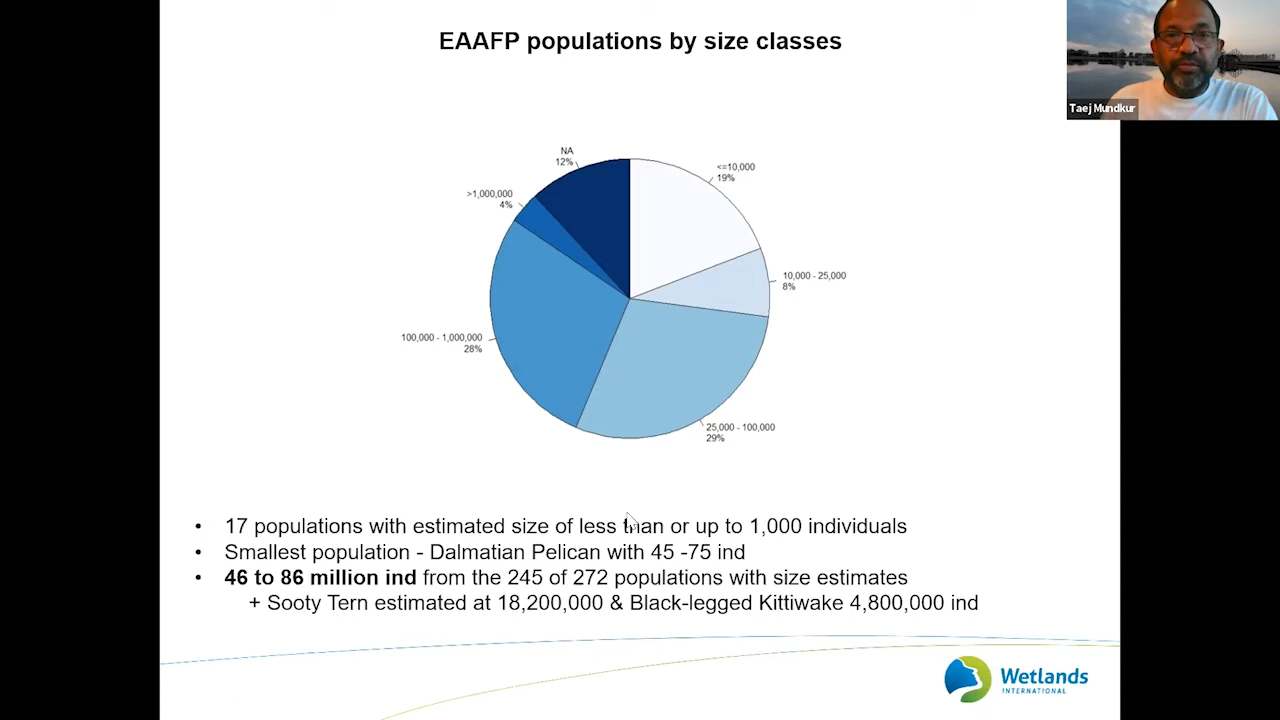 EAAFP populations by size classes
Taej Mundkur
NA
12%
<=10,000
19%
>1,000,000
4%
10,000 - 25,000
8%
100,000 - 1,000,000
28%
25,000 - 100,000
29%
• 17 populations with estimated size of less than or up to 1,000 individuals
• Smallest population - Dalmatian Pelican with 45 -75 ind
• 46 to 86 million ind from the 245 of 272 populations with size estimates
+ Sooty Tern estimated at 18,200,000 & Black-legged Kittiwake 4,800,000 ind
Wetlands
INTERNATIONAL